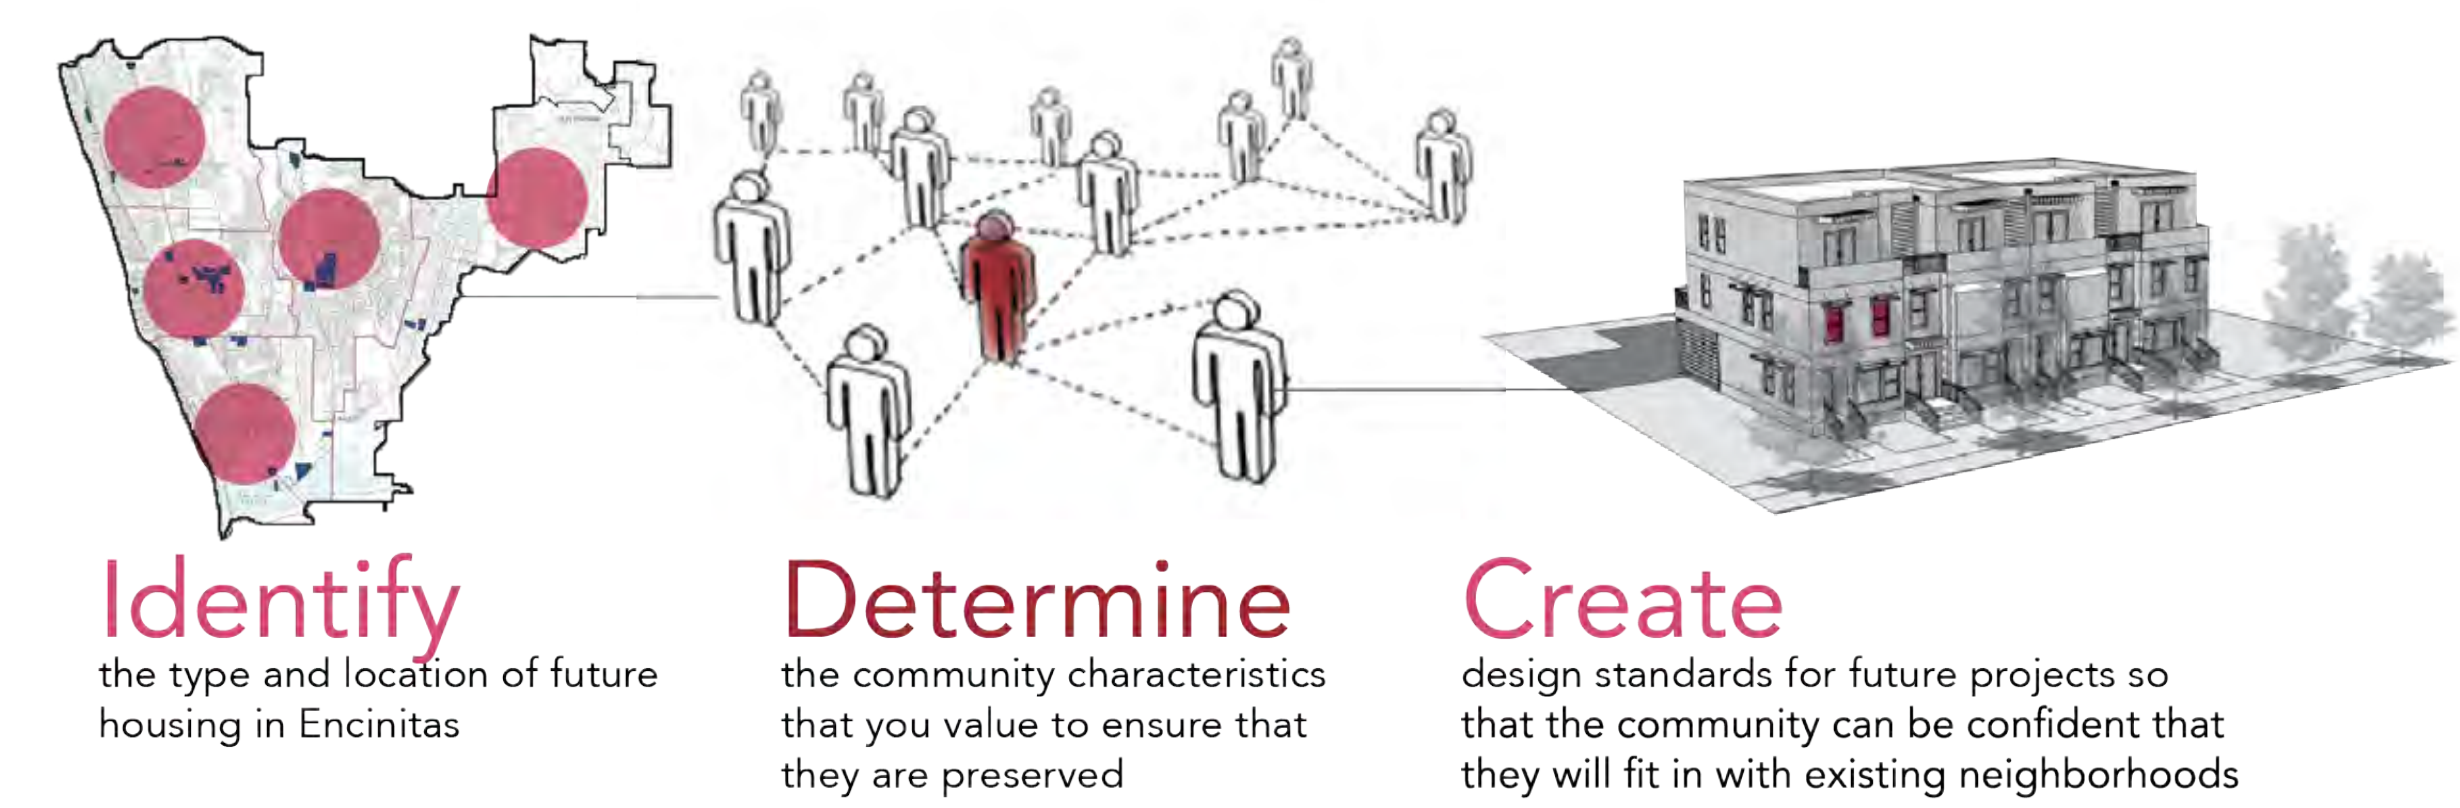 Identify
the type and location of future
housing in Encinitas
Determine
the community characteristics
that you value to ensure that
they are preserved
Create
design standards for future projects so
that the community can be confident that
they will fit in with existing neighborhoods